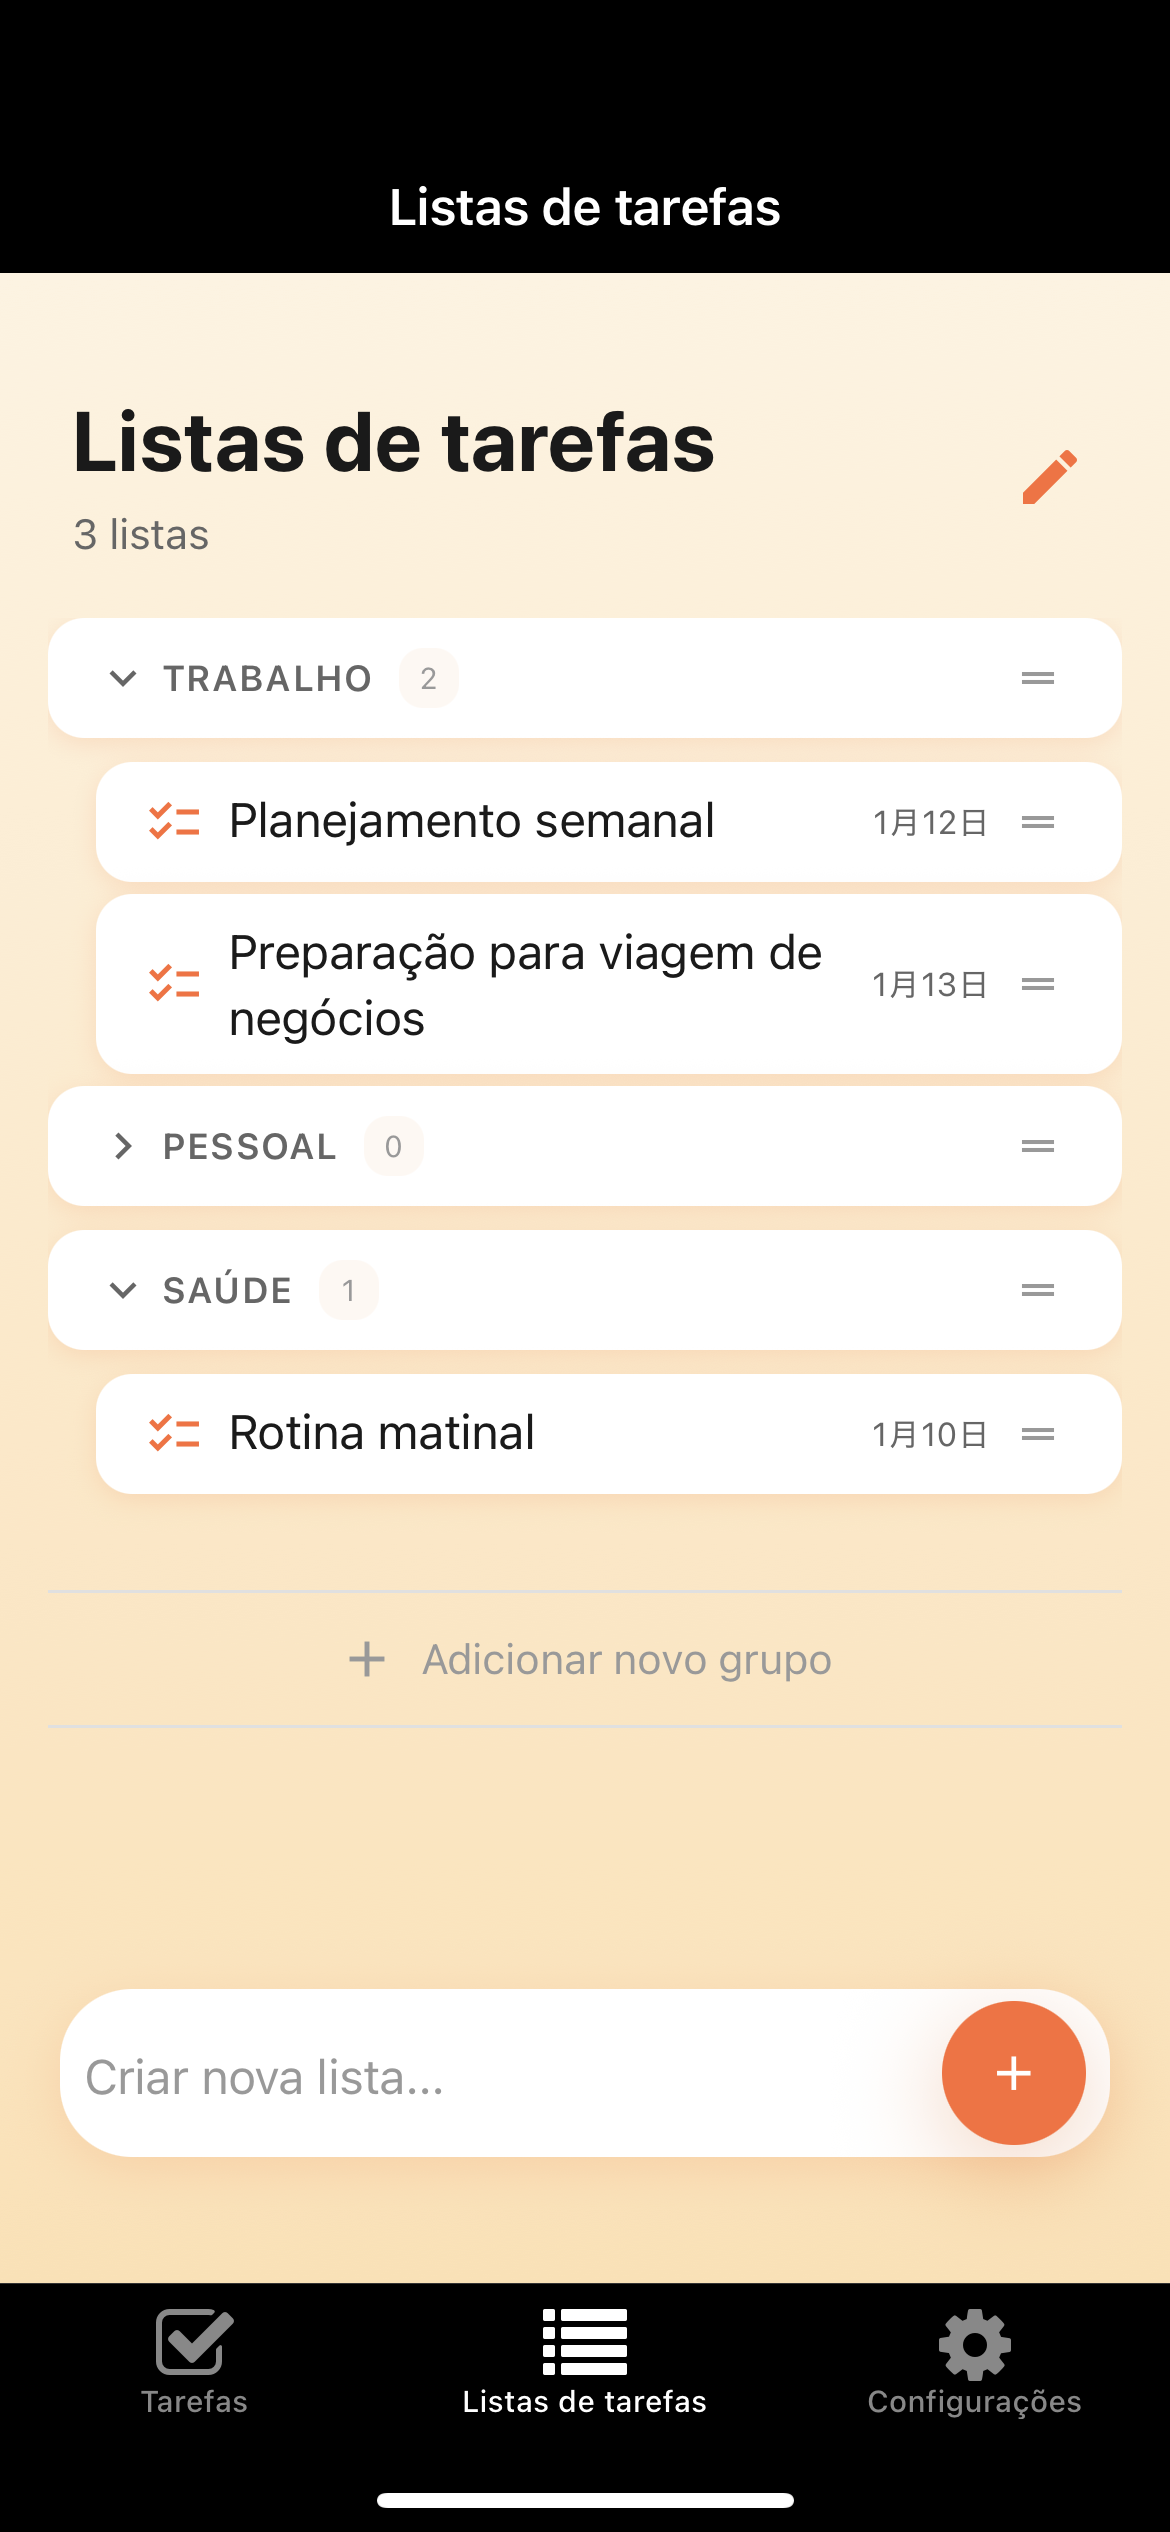 Listas de tarefas
Listas de tarefas
3 listas
TRABALHO 2
Planejamento semanal 1月12日
Preparação para viagem de
negócios 1月13日
PESSOAL 0
SAÚDE 1
Rotina matinal 1月10日
Adicionar novo grupo
Criar nova lista...
Tarefas Listas de tarefas Configurações